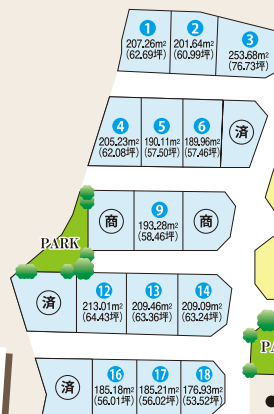 1 2 3
207.26m² 201.64m² 253.68m²
(62.69坪) (60.99坪) (76.73坪)
4 5 6 済
205.23m² 190.11m² 189.96m²
(62.08坪) (57.50坪) (57.46坪)
商 9 商
193.28m²
(58.46坪)
PARK
済 12 13 14
213.01m² 209.46m² 209.09m²
(64.43坪) (63.36坪) (63.24坪)
PA
済 16 17 18
185.18m² 185.21m² 176.93m²
(56.01坪) (56.02坪) (53.52坪)